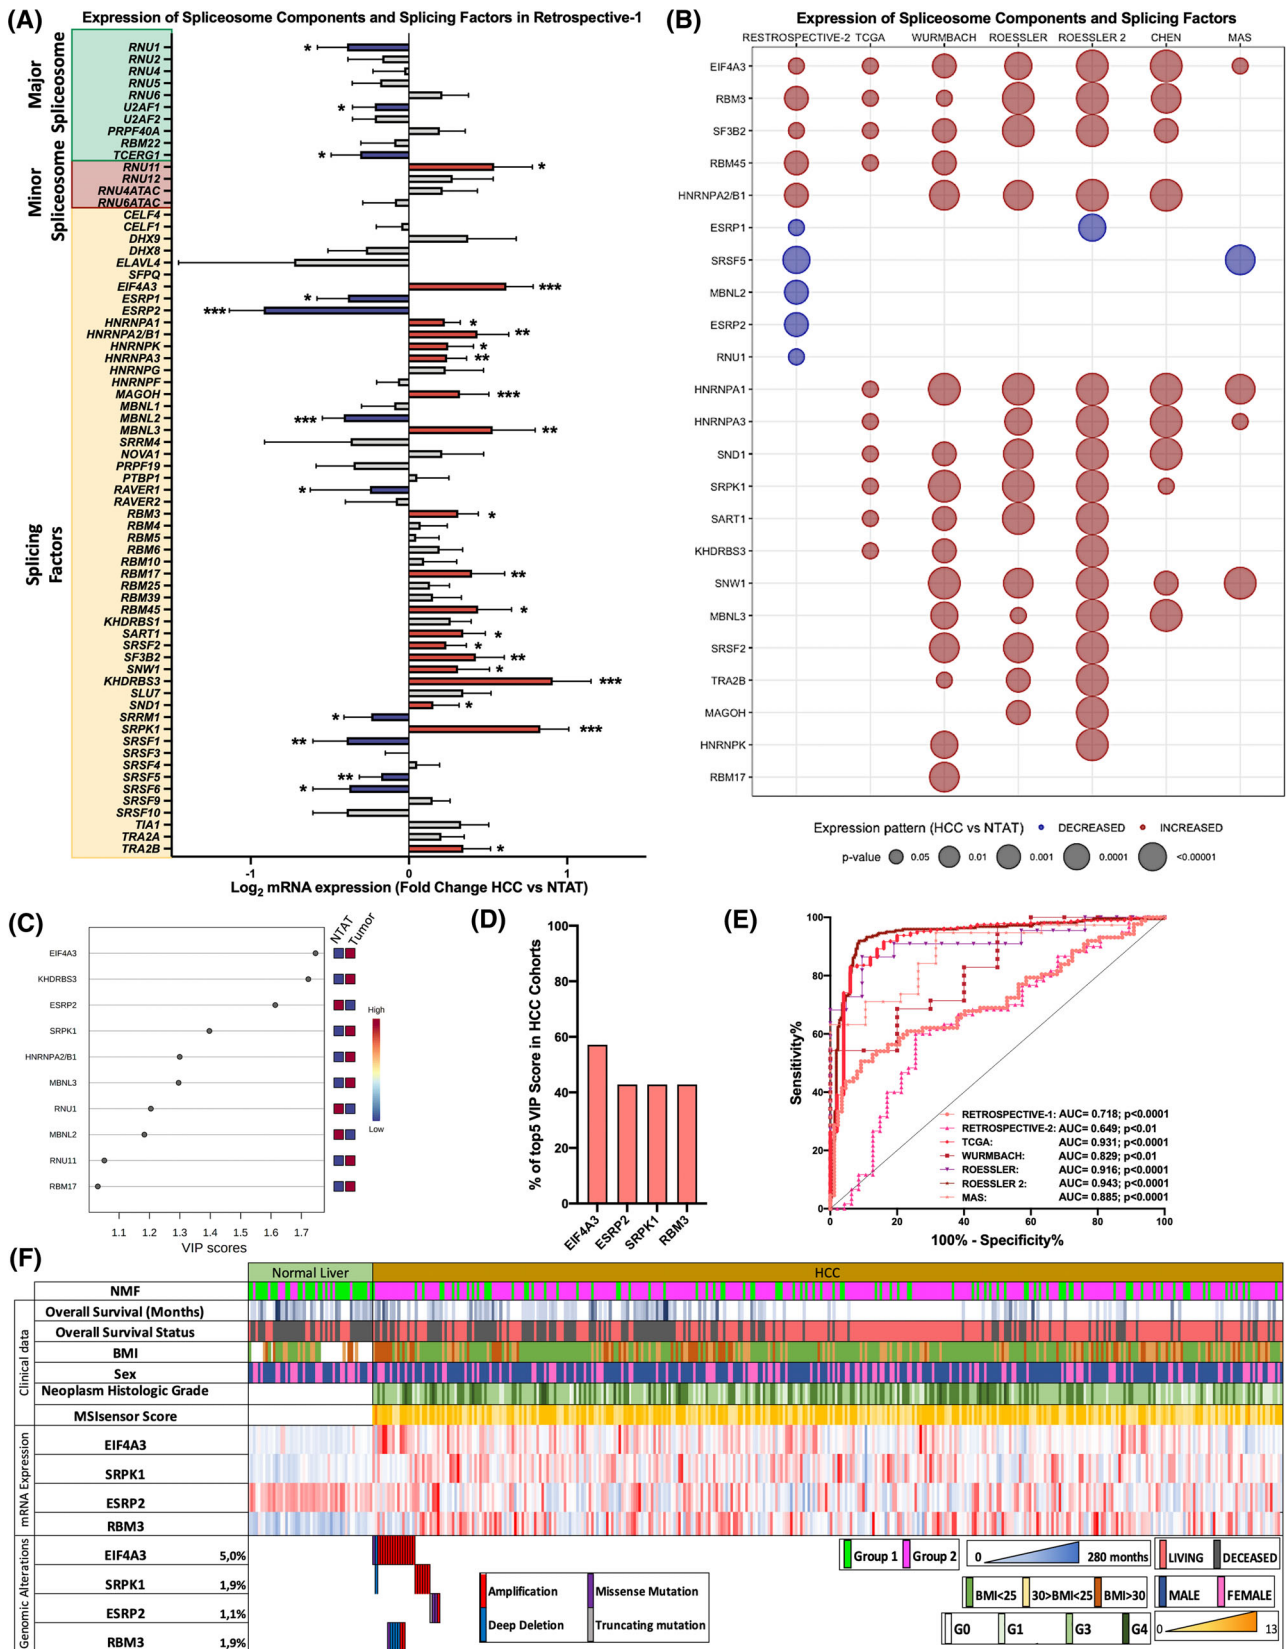 (A)
Expression of Spliceosome Components and Splicing Factors in Retrospective-1
Major
Spliceosome
Minor
Spliceosome
Splicing
Factors
RNU1 *
RNU2
RNU4
RNU5
RNU6
U2AF1 *
U2AF2
PRPF40A
RBM22
TCERG1 *
RNU11 *
RNU12
RNU4ATAC
RNU6ATAC
CELF4
CELF1
DHX9
DHX8
ELAVL4
SFPQ
EIF4A3 ***
ESRP1 *
ESRP2 ***
HNRNPA1 *
HNRNPA2/B1 **
HNRNPK *
HNRNPA3 **
HNRNPG
HNRNPF
MAGOH ***
MBNL1
MBNL2 ***
MBNL3 **
SRRM4
NOVA1
PRPF19
PTBP1
RAVER1 *
RAVER2
RBM3 *
RBM4
RBM5
RBM6
RBM10
RBM17 **
RBM25
RBM39
RBM45 *
KHDRBS1
SART1 *
SRSF2 *
SF3B2 **
SNW1 *
KHDRBS3 ***
SLU7
SND1 *
SRRM1 *
SRPK1 ***
SRSF1 **
SRSF3
SRSF4
SRSF5 **
SRSF6 *
SRSF9
SRSF10
TIA1
TRA2A
TRA2B *
-1 0 1
Log2 mRNA expression (Fold Change HCC vs NTAT)
(B)
Expression of Spliceosome Components and Splicing Factors
RESTROSPECTIVE-2 TCGA WURMBACH ROESSLER ROESSLER 2 CHEN MAS
EIF4A3
RBM3
SF3B2
RBM45
HNRNPA2/B1
ESRP1
SRSF5
MBNL2
ESRP2
RNU1
HNRNPA1
HNRNPA3
SND1
SRPK1
SART1
KHDRBS3
SNW1
MBNL3
SRSF2
TRA2B
MAGOH
HNRNPK
RBM17
Expression pattern (HCC vs NTAT) DECREASED INCREASED
p-value 0.05 0.01 0.001 0.0001 <0.00001
(C)
NTAT Tumor
EIF4A3
KHDRBS3
ESRP2
SRPK1
HNRNPA2/B1
MBNL3
RNU1
MBNL2
RNU11
RBM17
High
Low
1.1 1.2 1.3 1.4 1.5 1.6 1.7
VIP scores
(D)
% of top5 VIP Score in HCC Cohorts
100
80
60
40
20
0
EIF4A3 ESRP2 SRPK1 RBM3
(E)
Sensitivity%
100
80
60
40
20
0
RETROSPECTIVE-1: AUC= 0.718; p<0.0001
RETROSPECTIVE-2: AUC= 0.649; p<0.01
TCGA: AUC= 0.931; p<0.0001
WURMBACH: AUC= 0.829; p<0.01
ROESSLER: AUC= 0.916; p<0.0001
ROESSLER 2: AUC= 0.943; p<0.0001
MAS: AUC= 0.885; p<0.0001
0 20 40 60 80 100
100% - Specificity%
(F)
Normal Liver HCC
NMF
Clinical data
Overall Survival (Months)
Overall Survival Status
BMI
Sex
Neoplasm Histologic Grade
MSIsensor Score
mRNA Expression
EIF4A3
SRPK1
ESRP2
RBM3
Genomic Alterations
EIF4A3 5,0%
SRPK1 1,9%
ESRP2 1,1%
RBM3 1,9%
Amplification Missense Mutation
Deep Deletion Truncating mutation
Group 1 Group 2
0 280 months
LIVING DECEASED
BMI<25 30>BMI<25 BMI>30
MALE FEMALE
G0 G1 G3 G4
0 13